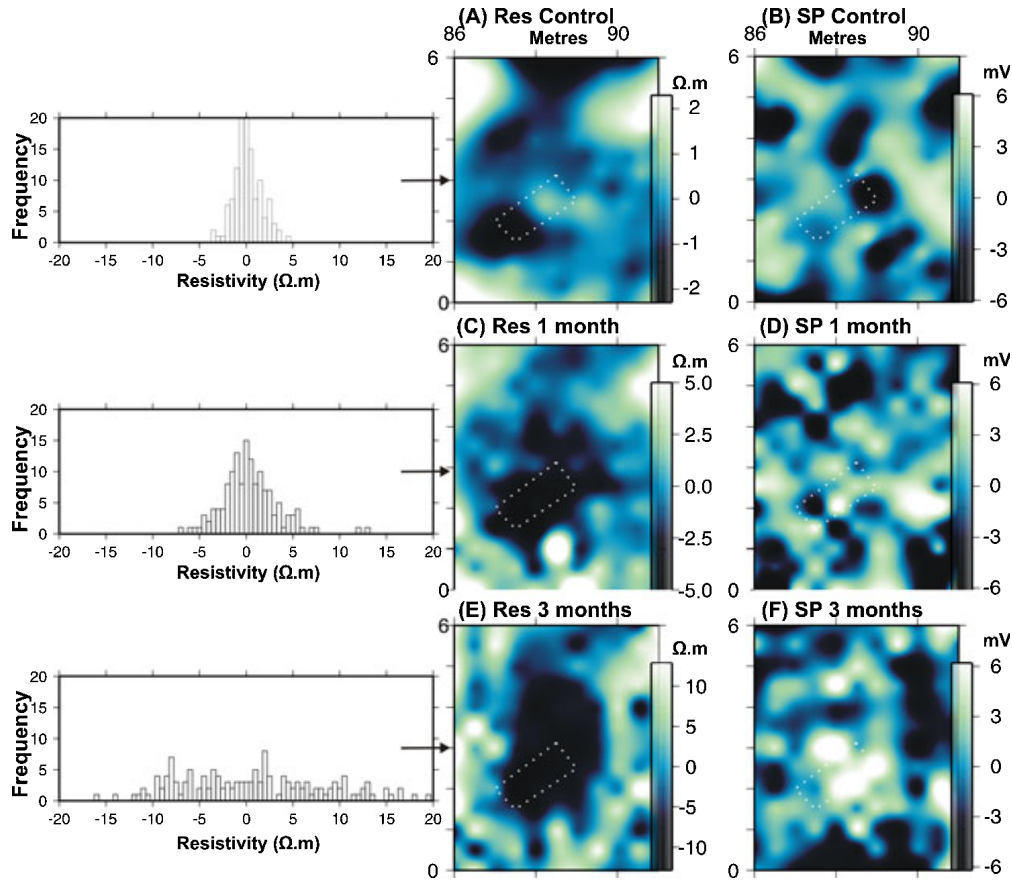 (A) Res Control
86 Metres 90
6
0
Ω.m
2
1
0
-1
-2
(B) SP Control
86 Metres 90
6
0
mV
6
3
0
-3
-6
Frequency
20
15
10
5
0
-20 -15 -10 -5 0 5 10 15 20
Resistivity (Ω.m)
(C) Res 1 month
6
0
Ω.m
5.0
2.5
0.0
-2.5
-5.0
(D) SP 1 month
6
0
mV
6
3
0
-3
-6
Frequency
20
15
10
5
0
-20 -15 -10 -5 0 5 10 15 20
Resistivity (Ω.m)
(E) Res 3 months
6
0
Ω.m
10
5
0
-5
-10
(F) SP 3 months
6
0
mV
6
3
0
-3
-6
Frequency
20
15
10
5
0
-20 -15 -10 -5 0 5 10 15 20
Resistivity (Ω.m)